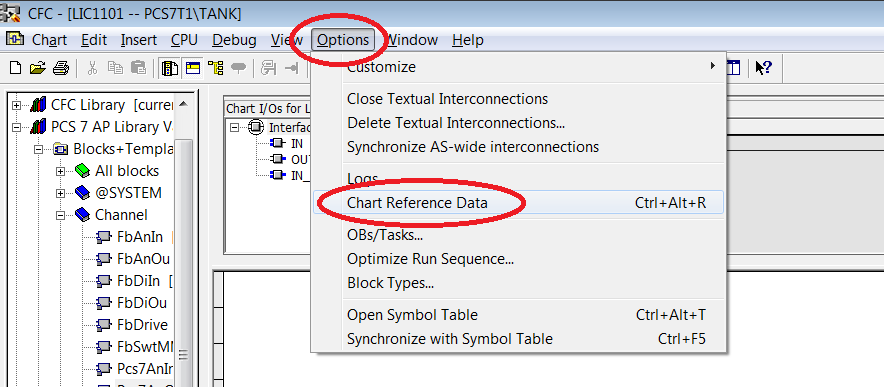 CFC - [LIC1101 -- PCS7T1\TANK]
Chart Edit Insert CPU Debug View Options Window Help
Customize
Close Textual Interconnections
Delete Textual Interconnections...
Synchronize AS-wide interconnections
Logs
Chart Reference Data Ctrl+Alt+R
OBs/Tasks...
Optimize Run Sequence...
Block Types...
Open Symbol Table Ctrl+Alt+T
Synchronize with Symbol Table Ctrl+F5
CFC Library [curre
PCS 7 AP Library V
Blocks+Templa
All blocks
@SYSTEM
Channel
FbAnIn [
FbAnOu
FbDiIn [
FbDiOu
FbDrive
FbSwtMM
Pcs7AnIn
Chart I/Os for L
Interfac
IN
OUT
IN_